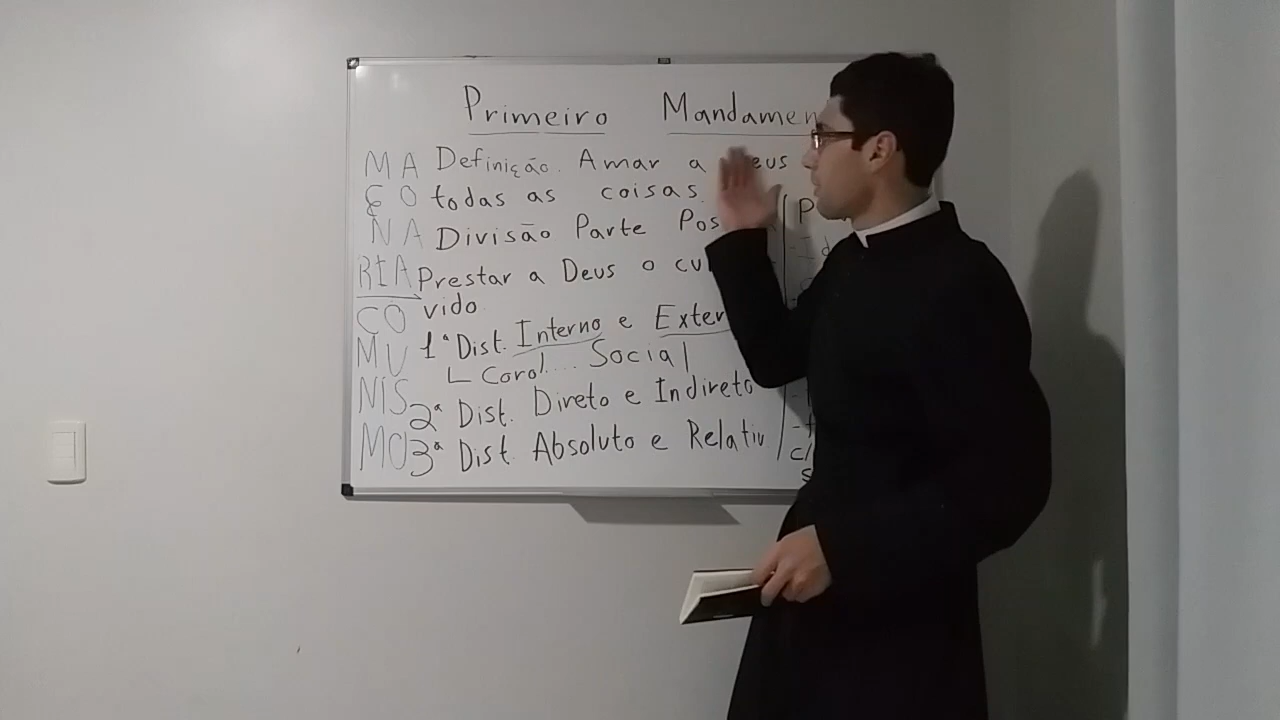 Primeiro Mandamen
MA Definição. Amar a Deus
ÇO todas as coisas.
NA Divisão Parte Pos
RIA Prestar a Deus o cu
vido
CO 1ª Dist. Interno e Exter
MU └ Corol.... Social
NIS 2ª Dist. Direto e Indireto
MO 3ª Dist. Absoluto e Relativ
P
d
c/
s